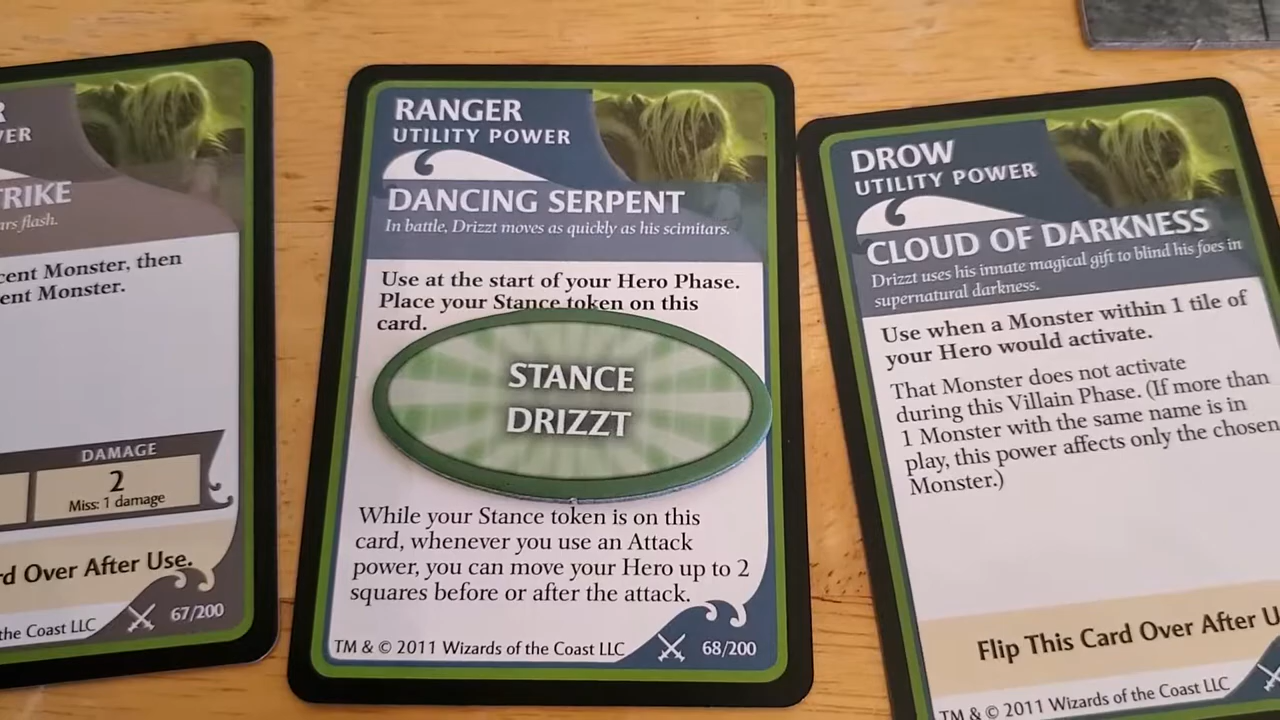 R
VER
TRIKE
ars flash.
cent Monster, then
ent Monster.
DAMAGE
2
Miss: 1 damage
rd Over After Use.
the Coast LLC
67/200
RANGER
UTILITY POWER
DANCING SERPENT
In battle, Drizzt moves as quickly as his scimitars.
Use at the start of your Hero Phase.
Place your Stance token on this
card.
STANCE
DRIZZT
While your Stance token is on this
card, whenever you use an Attack
power, you can move your Hero up to 2
squares before or after the attack.
TM & © 2011 Wizards of the Coast LLC
68/200
DROW
UTILITY POWER
CLOUD OF DARKNESS
Drizzt uses his innate magical gift to blind his foes in
supernatural darkness.
Use when a Monster within 1 tile of
your Hero would activate.
That Monster does not activate
during this Villain Phase. (If more than
1 Monster with the same name is in
play, this power affects only the chosen
Monster.)
Flip This Card Over After U
TM & © 2011 Wizards of the Coast LLC